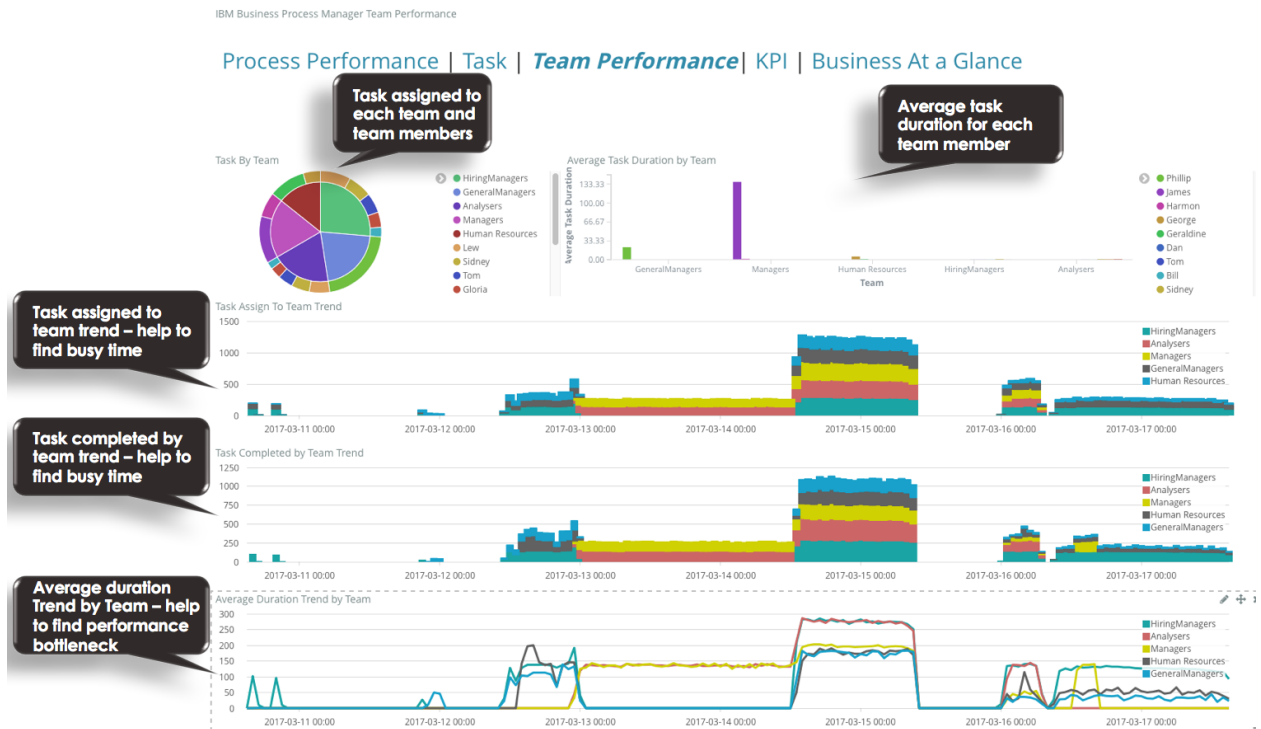 IBM Business Process Manager Team Performance
Process Performance | Task | Team Performance| KPI | Business At a Glance
Task assigned to
each team and
team members
Average task
duration for each
team member
Task By Team
HiringManagers
GeneralManagers
Analysers
Managers
Human Resources
Lew
Sidney
Tom
Gloria
Average Task Duration by Team
Average Task Duration
133.33
100.00
66.67
33.33
0.00
GeneralManagers
Managers
Human Resources
HiringManagers
Analysers
Team
Phillip
James
Harmon
George
Geraldine
Dan
Tom
Bill
Sidney
Task assigned to
team trend – help to
find busy time
Task Assign To Team Trend
1500
1000
500
0
2017-03-11 00:00
2017-03-12 00:00
2017-03-13 00:00
2017-03-14 00:00
2017-03-15 00:00
2017-03-16 00:00
2017-03-17 00:00
HiringManagers
Analysers
Managers
GeneralManagers
Human Resources
Task completed by
team trend – help to
find busy time
Task Completed by Team Trend
1250
1000
750
500
250
0
2017-03-11 00:00
2017-03-12 00:00
2017-03-13 00:00
2017-03-14 00:00
2017-03-15 00:00
2017-03-16 00:00
2017-03-17 00:00
HiringManagers
Analysers
Managers
Human Resources
GeneralManagers
Average duration
Trend by Team – help
to find performance
bottleneck
Average Duration Trend by Team
300
250
200
150
100
50
0
2017-03-11 00:00
2017-03-12 00:00
2017-03-13 00:00
2017-03-14 00:00
2017-03-15 00:00
2017-03-16 00:00
2017-03-17 00:00
HiringManagers
Analysers
Managers
Human Resources
GeneralManagers